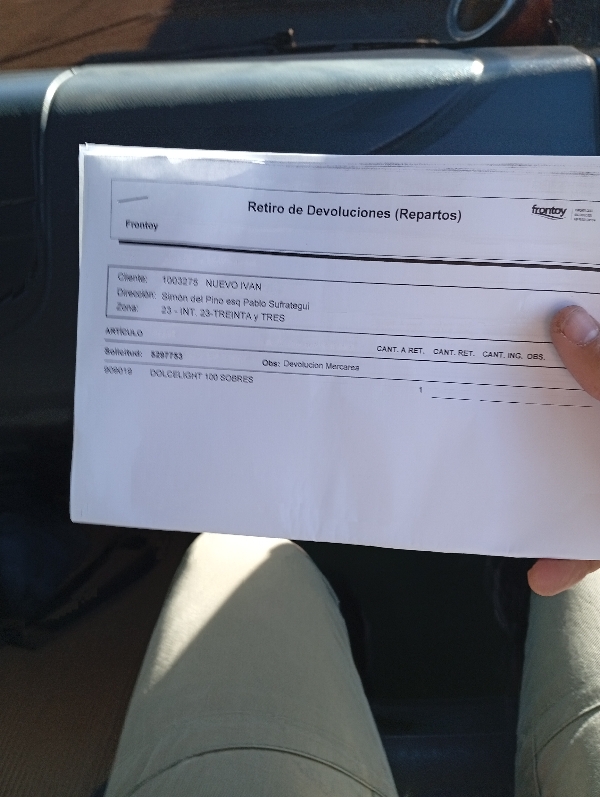 Retiro de Devoluciones (Repartos)
frontoy
Frontoy
Cliente: 1003275 NUEVO IVAN
Dirección: Simón del Pino esq Pablo Sufrategui
Zona: 23 - INT. 23-TREINTA y TRES
ARTÍCULO CANT. A RET. CANT. RET. CANT. ING. OBS.
Solicitud: 5297753 Obs: Devolucion Mercarea
909019 DOLCELIGHT 100 SOBRES 1